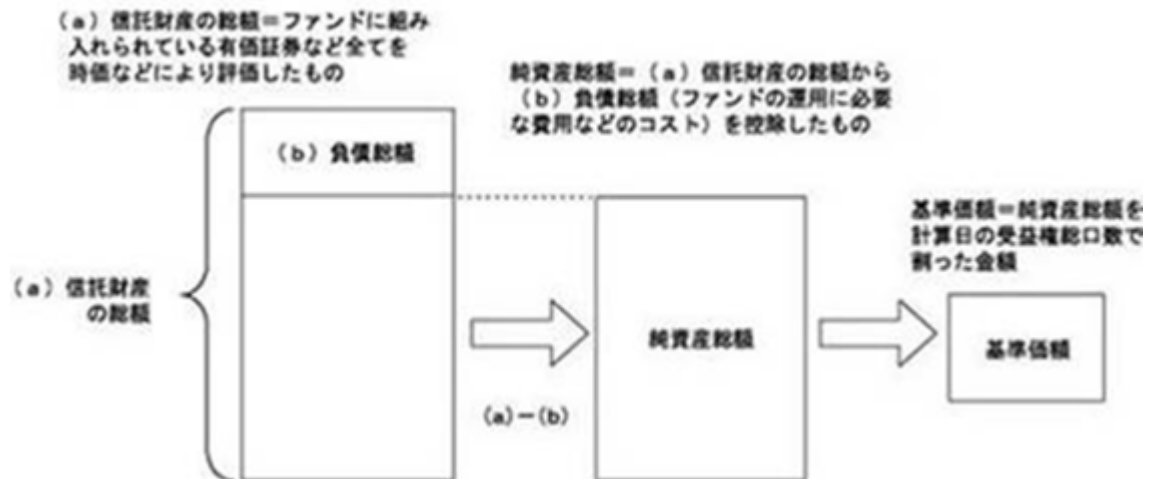 (a)信託財産の総額=ファンドに組み
入れられている有価証券など全てを
時価などにより評価したもの
純資産総額=(a)信託財産の総額から
(b)負債総額(ファンドの運用に必要
な費用などのコスト)を控除したもの
(b)負債総額
基準価額=純資産総額を
計算日の受益権総口数で
割った金額
(a)信託財産
の総額
純資産総額
基準価額
(a)-(b)